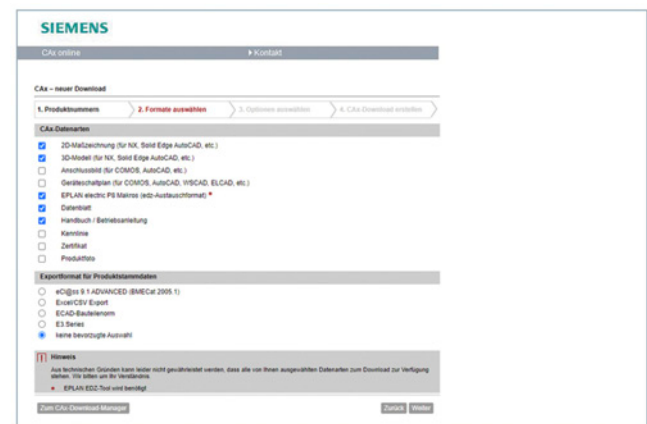 SIEMENS
CAx online
Kontakt
CAx – neuer Download
1. Produktnummern
2. Formate auswählen
3. Optionen auswählen
4. CAx-Download erstellen
CAx-Datenarten
2D-Maßzeichnung (für NX, Solid Edge AutoCAD, etc.)
3D-Modell (für NX, Solid Edge AutoCAD, etc.)
Anschlussbild (für COMOS, AutoCAD, etc.)
Geräteschaltplan (für COMOS, AutoCAD, WSCAD, ELCAD, etc.)
EPLAN electric P8 Makros (edz-Austauschformat) *
Datenblatt
Handbuch / Betriebsanleitung
Kennlinie
Zertifikat
Produktfoto
Exportformat für Produktstammdaten
eCl@ss 9.1 ADVANCED (BMECat 2005.1)
Excel/CSV Export
ECAD-Bauteilenorm
E3.Series
keine bevorzugte Auswahl
Hinweis
Aus technischen Gründen kann leider nicht gewährleistet werden, dass alle von Ihnen ausgewählten Datenarten zum Download zur Verfügung
stehen. Wir bitten um Ihr Verständnis.
* EPLAN EDZ-Tool wird benötigt
Zum CAx-Download-Manager
Zurück
Weiter